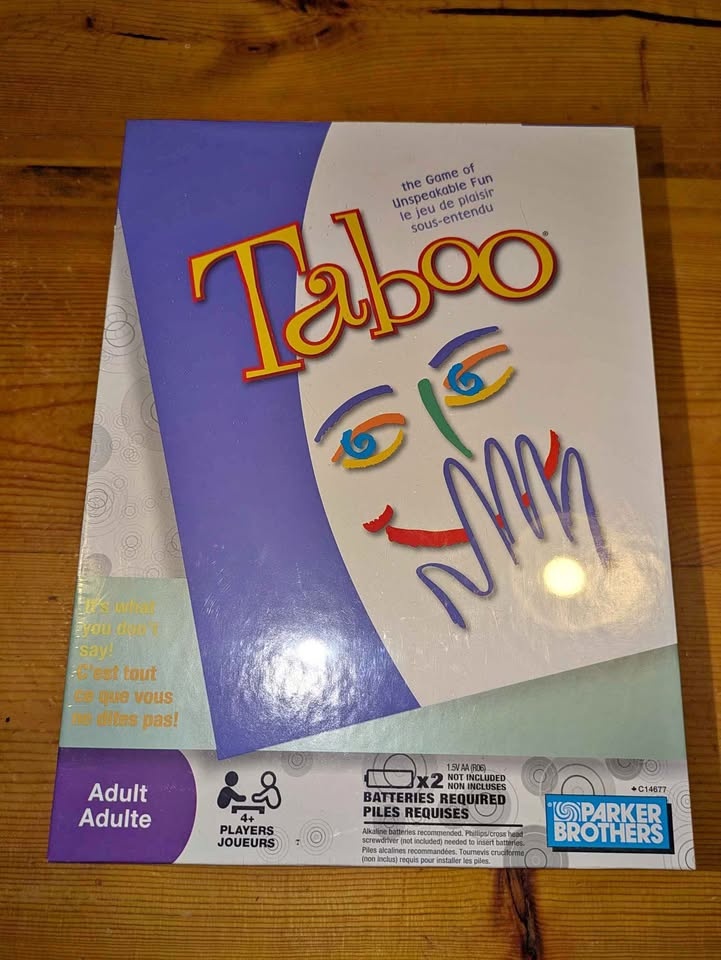 the Game of
Unspeakable Fun
le jeu de plaisir
sous-entendu
Taboo®
It's what
you don't
say!
C'est tout
ce que vous
ne dites pas!
Adult
Adulte
4+
PLAYERS
JOUEURS
x2
1.5V AA (R06)
NOT INCLUDED
NON INCLUSES
BATTERIES REQUIRED
PILES REQUISES
Alkaline batteries recommended. Phillips/cross head
screwdriver (not included) needed to insert batteries.
Piles alcalines recommandées. Tournevis cruciforme
(non inclus) requis pour installer les piles.
C14677
PARKER
BROTHERS